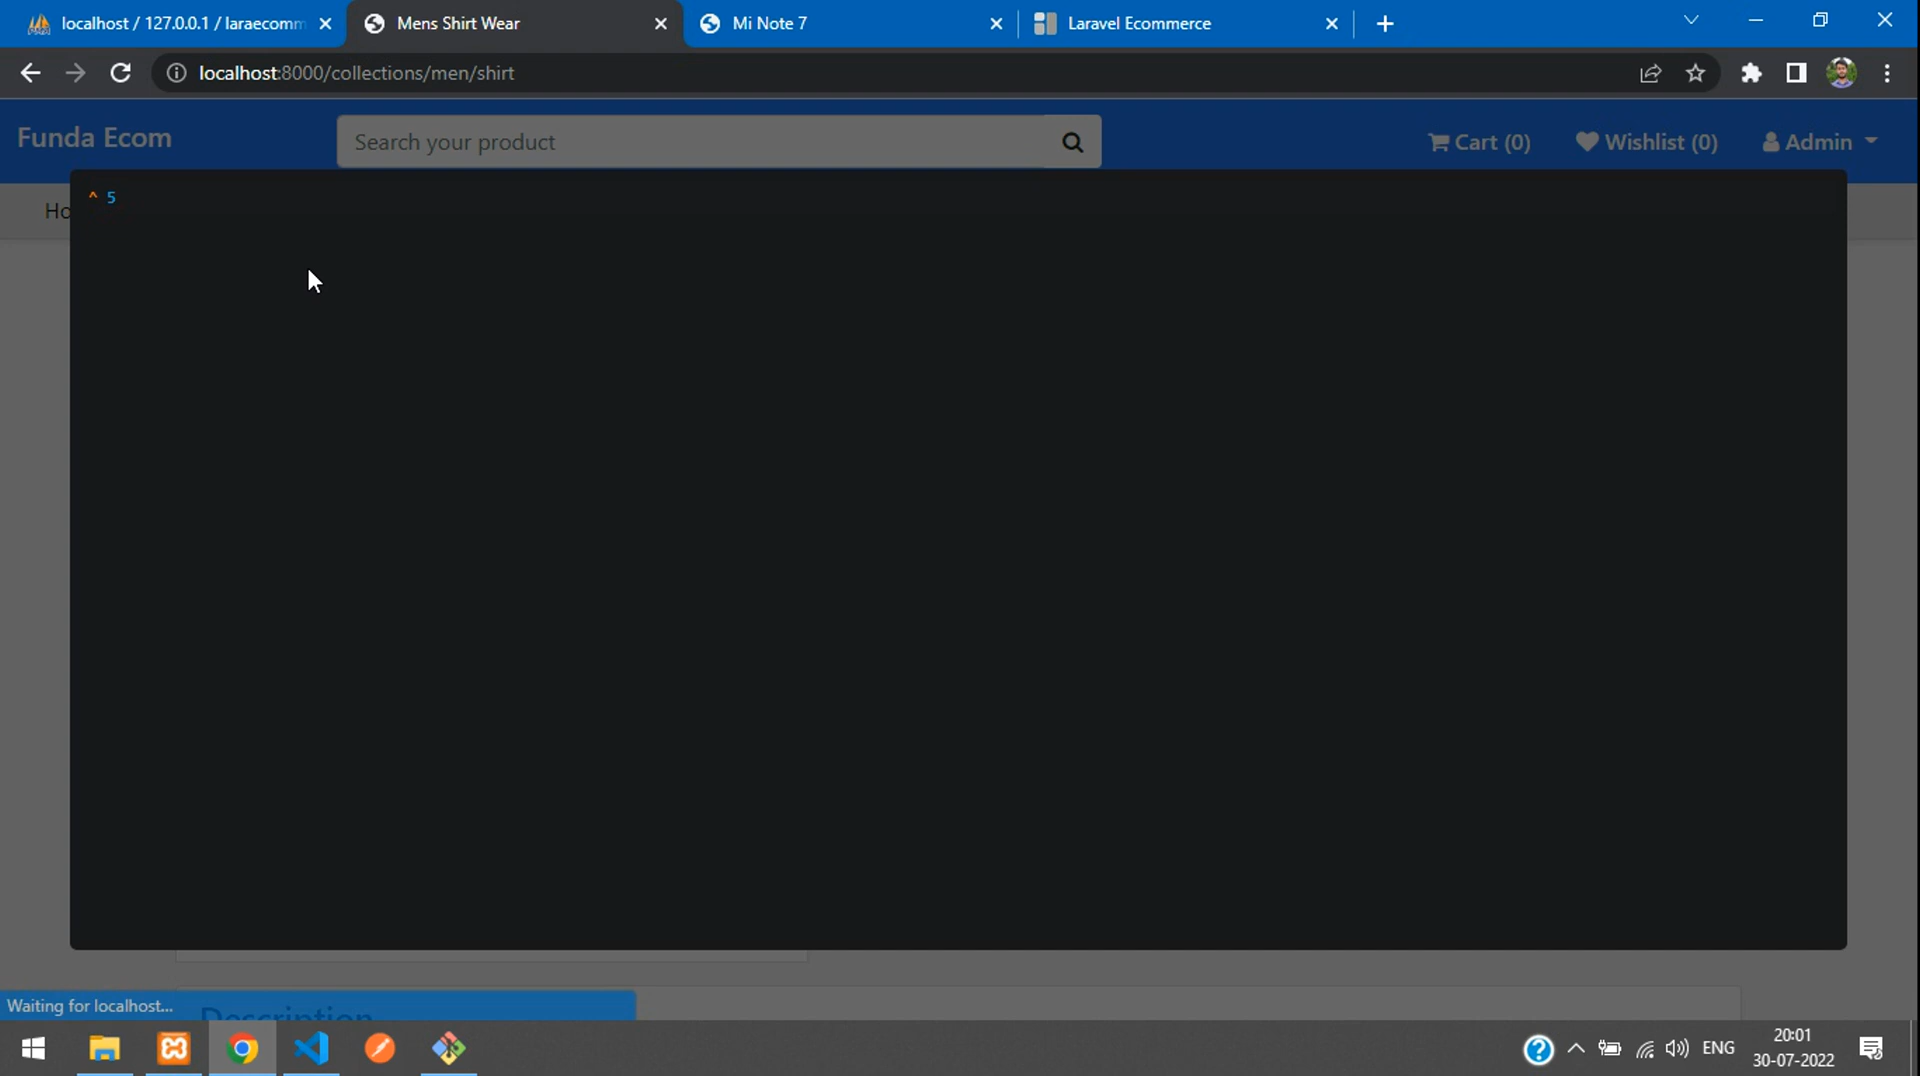 localhost / 127.0.0.1 / laraecomm
Mens Shirt Wear
Mi Note 7
Laravel Ecommerce
localhost:8000/collections/men/shirt
Funda Ecom
Search your product
Cart (0)
Wishlist (0)
Admin
^ 5
Ho
Waiting for localhost...
Description
ENG
20:01
30-07-2022